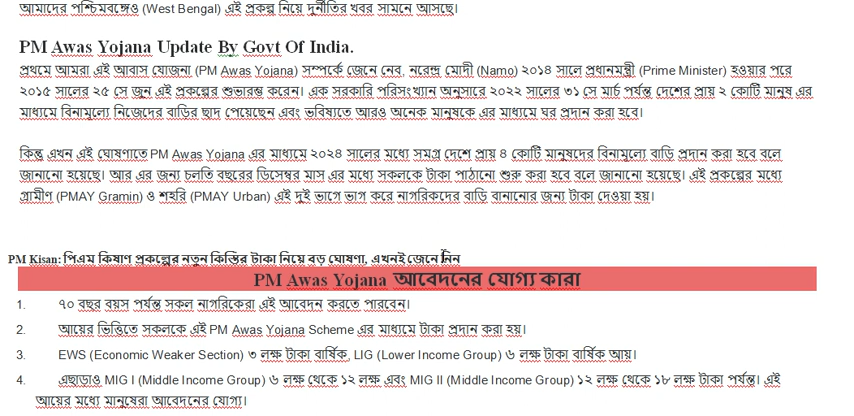 আমাদের পশ্চিমবঙ্গেও (West Bengal) এই প্রকল্প নিয়ে দুর্নীতির খবর সামনে আসছে।
PM Awas Yojana Update By Govt Of India.
প্রথমে আমরা এই আবাস যোজনা (PM Awas Yojana) সম্পর্কে জেনে নেব, নরেন্দ্র মোদী (Namo) ২০১৪ সালে প্রধানমন্ত্রী (Prime Minister) হওয়ার পরে
২০১৫ সালের ২৫ সে জুন এই প্রকল্পের শুভারম্ভ করেন। এক সরকারি পরিসংখ্যান অনুসারে ২০২২ সালের ৩১ সে মার্চ পর্যন্ত দেশের প্রায় ২ কোটি মানুষ এর
মাধ্যমে বিনামূল্যে নিজেদের বাড়ির ছাদ পেয়েছেন এবং ভবিষ্যতে আরও অনেক মানুষকে এর মাধ্যমে ঘর প্রদান করা হবে।
কিন্তু এখন এই ঘোষণাতে PM Awas Yojana এর মাধ্যমে ২০২৪ সালের মধ্যে সমগ্র দেশে প্রায় ৪ কোটি মানুষদের বিনামূল্যে বাড়ি প্রদান করা হবে বলে
জানানো হয়েছে। আর এর জন্য চলতি বছরের ডিসেম্বর মাস এর মধ্যে সকলকে টাকা পাঠানো শুরু করা হবে বলে জানানো হয়েছে। এই প্রকল্পের মধ্যে
গ্রামীণ (PMAY Gramin) ও শহরি (PMAY Urban) এই দুই ভাগে ভাগ করে নাগরিকদের বাড়ি বানানোর জন্য টাকা দেওয়া হয়।
PM Kisan: পিএম কিষাণ প্রকল্পের নতুন কিস্তির টাকা নিয়ে বড় ঘোষণা, এখনই জেনে নিন
PM Awas Yojana আবেদনের যোগ্য কারা
1. ৭০ বছর বয়স পর্যন্ত সকল নাগরিকেরা এই আবেদন করতে পারবেন।
2. আয়ের ভিত্তিতে সকলকে এই PM Awas Yojana Scheme এর মাধ্যমে টাকা প্রদান করা হয়।
3. EWS (Economic Weaker Section) ৩ লক্ষ টাকা বার্ষিক, LIG (Lower Income Group) ৬ লক্ষ টাকা বার্ষিক আয়।
4. এছাড়াও MIG I (Middle Income Group) ৬ লক্ষ থেকে ১২ লক্ষ এবং MIG II (Middle Income Group) ১২ লক্ষ থেকে ১৮ লক্ষ টাকা পর্যন্ত। এই
আয়ের মধ্যে মানুষেরা আবেদনের যোগ্য।